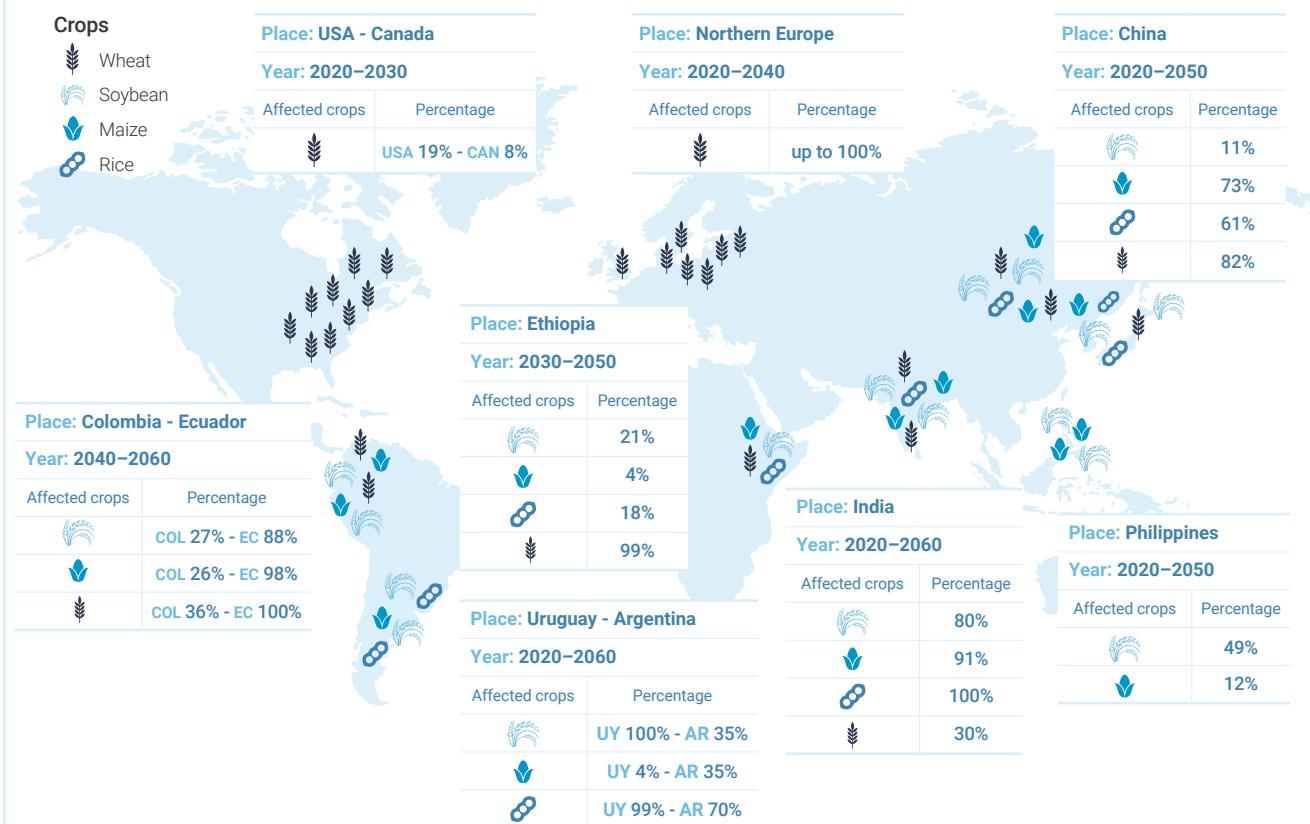 Crops
Wheat
Soybean
Maize
Rice
Place: USA - Canada
Year: 2020–2030
Affected crops Percentage
USA 19% - CAN 8%
Place: Northern Europe
Year: 2020–2040
Affected crops Percentage
up to 100%
Place: China
Year: 2020–2050
Affected crops Percentage
11%
73%
61%
82%
Place: Ethiopia
Year: 2030–2050
Affected crops Percentage
21%
4%
18%
99%
Place: Colombia - Ecuador
Year: 2040–2060
Affected crops Percentage
COL 27% - EC 88%
COL 26% - EC 98%
COL 36% - EC 100%
Place: India
Year: 2020–2060
Affected crops Percentage
80%
91%
100%
30%
Place: Philippines
Year: 2020–2050
Affected crops Percentage
49%
12%
Place: Uruguay - Argentina
Year: 2020–2060
Affected crops Percentage
UY 100% - AR 35%
UY 4% - AR 35%
UY 99% - AR 70%